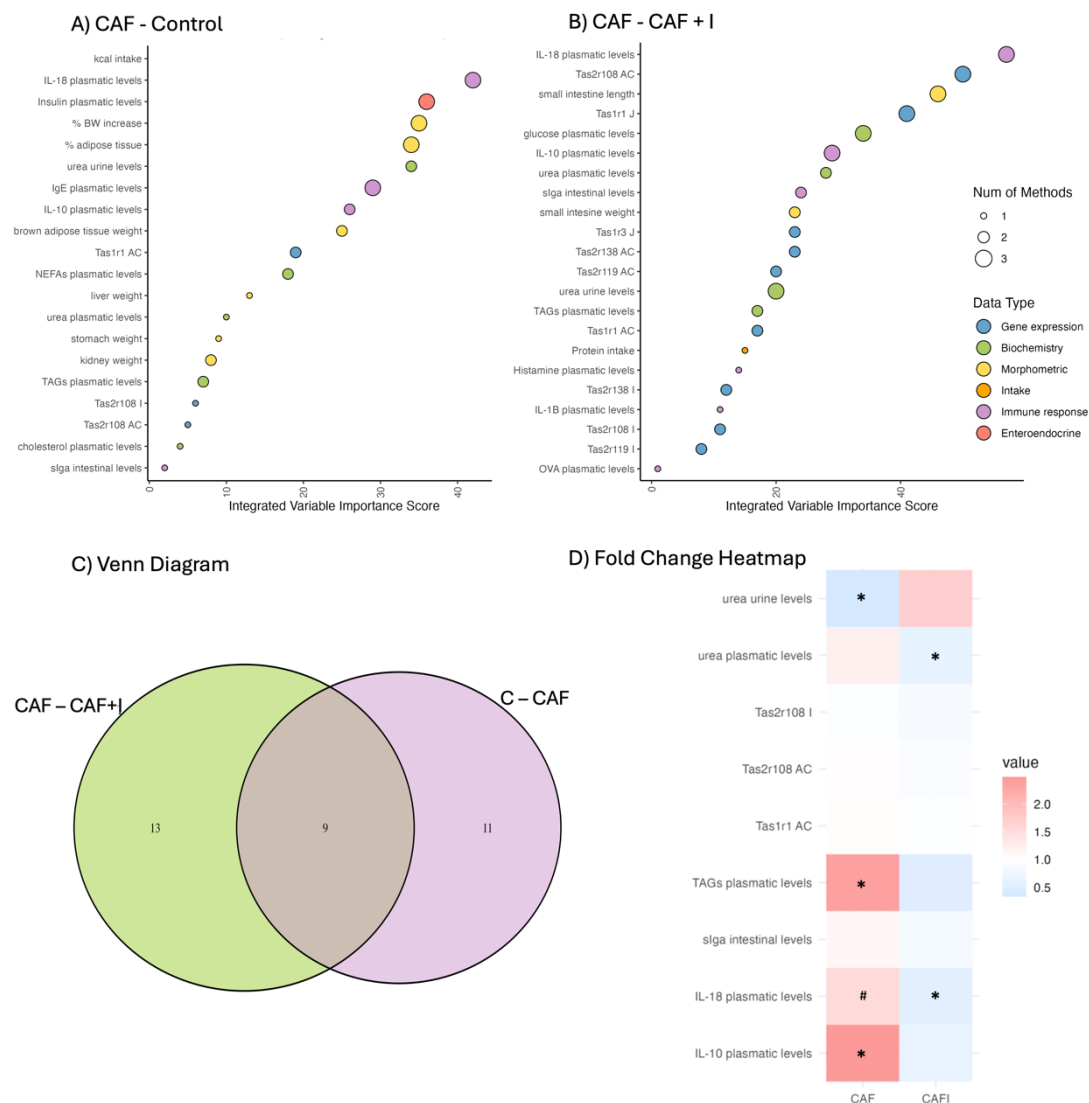 A) CAF - Control
kcal intake
IL-18 plasmatic levels
Insulin plasmatic levels
% BW increase
% adipose tissue
urea urine levels
IgE plasmatic levels
IL-10 plasmatic levels
brown adipose tissue weight
Tas1r1 AC
NEFAs plasmatic levels
liver weight
urea plasmatic levels
stomach weight
kidney weight
TAGs plasmatic levels
Tas2r108 I
Tas2r108 AC
cholesterol plasmatic levels
sIga intestinal levels
0
10
20
30
40
Integrated Variable Importance Score
B) CAF - CAF + I
IL-18 plasmatic levels
Tas2r108 AC
small intestine length
Tas1r1 J
glucose plasmatic levels
IL-10 plasmatic levels
urea plasmatic levels
sIga intestinal levels
small intesine weight
Tas1r3 J
Tas2r138 AC
Tas2r119 AC
urea urine levels
TAGs plasmatic levels
Tas1r1 AC
Protein intake
Histamine plasmatic levels
Tas2r138 I
IL-1B plasmatic levels
Tas2r108 I
Tas2r119 I
OVA plasmatic levels
0
20
40
Integrated Variable Importance Score
Num of Methods
1
2
3
Data Type
Gene expression
Biochemistry
Morphometric
Intake
Immune response
Enteroendocrine
C) Venn Diagram
CAF – CAF+I
C – CAF
13
9
11
D) Fold Change Heatmap
urea urine levels
*
urea plasmatic levels
*
Tas2r108 I
Tas2r108 AC
Tas1r1 AC
TAGs plasmatic levels
*
sIga intestinal levels
IL-18 plasmatic levels
# *
IL-10 plasmatic levels
*
CAF
CAFI
value
2.0
1.5
1.0
0.5